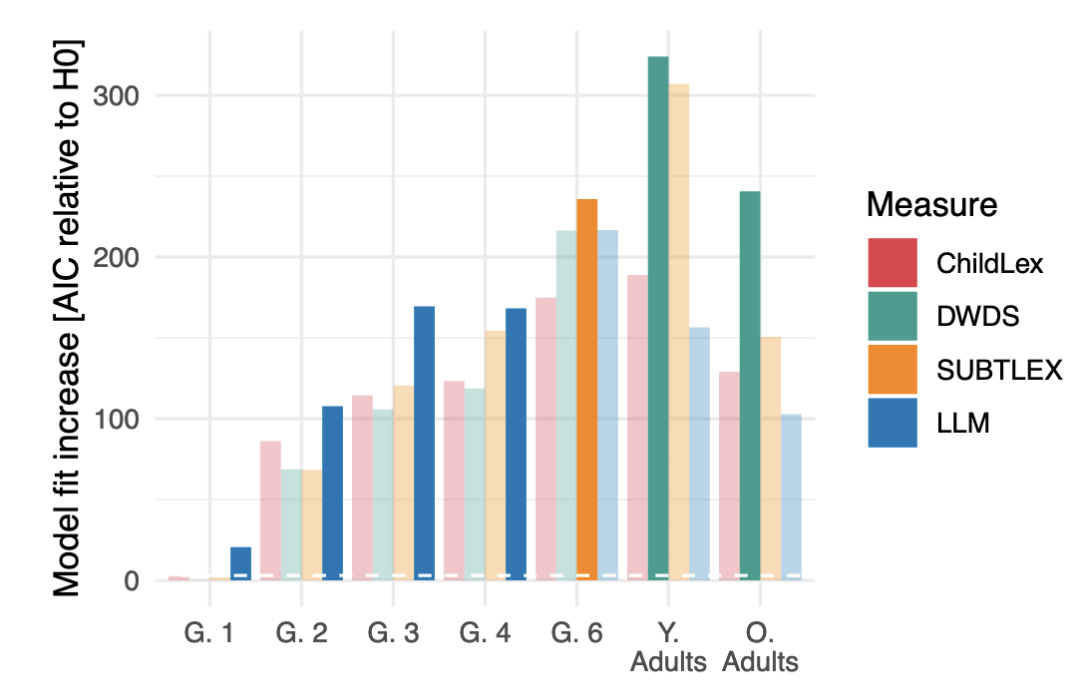 Model fit increase [AIC relative to H0]
300
200
100
0
G. 1
G. 2
G. 3
G. 4
G. 6
Y.
Adults
O.
Adults
Measure
ChildLex
DWDS
SUBTLEX
LLM